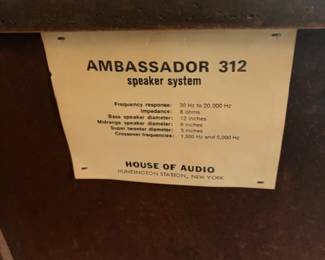 AMBASSADOR 312
speaker system
Frequency response: 30 Hz to 20,000 Hz
Impedance: 8 ohms
Bass speaker diameter: 12 inches
Midrange speaker diameter: 6 inches
Super tweeter diameter: 3 inches
Crossover frequencies: 1,500 Hz and 5,000 Hz
HOUSE OF AUDIO
HUNTINGTON STATION, NEW YORK